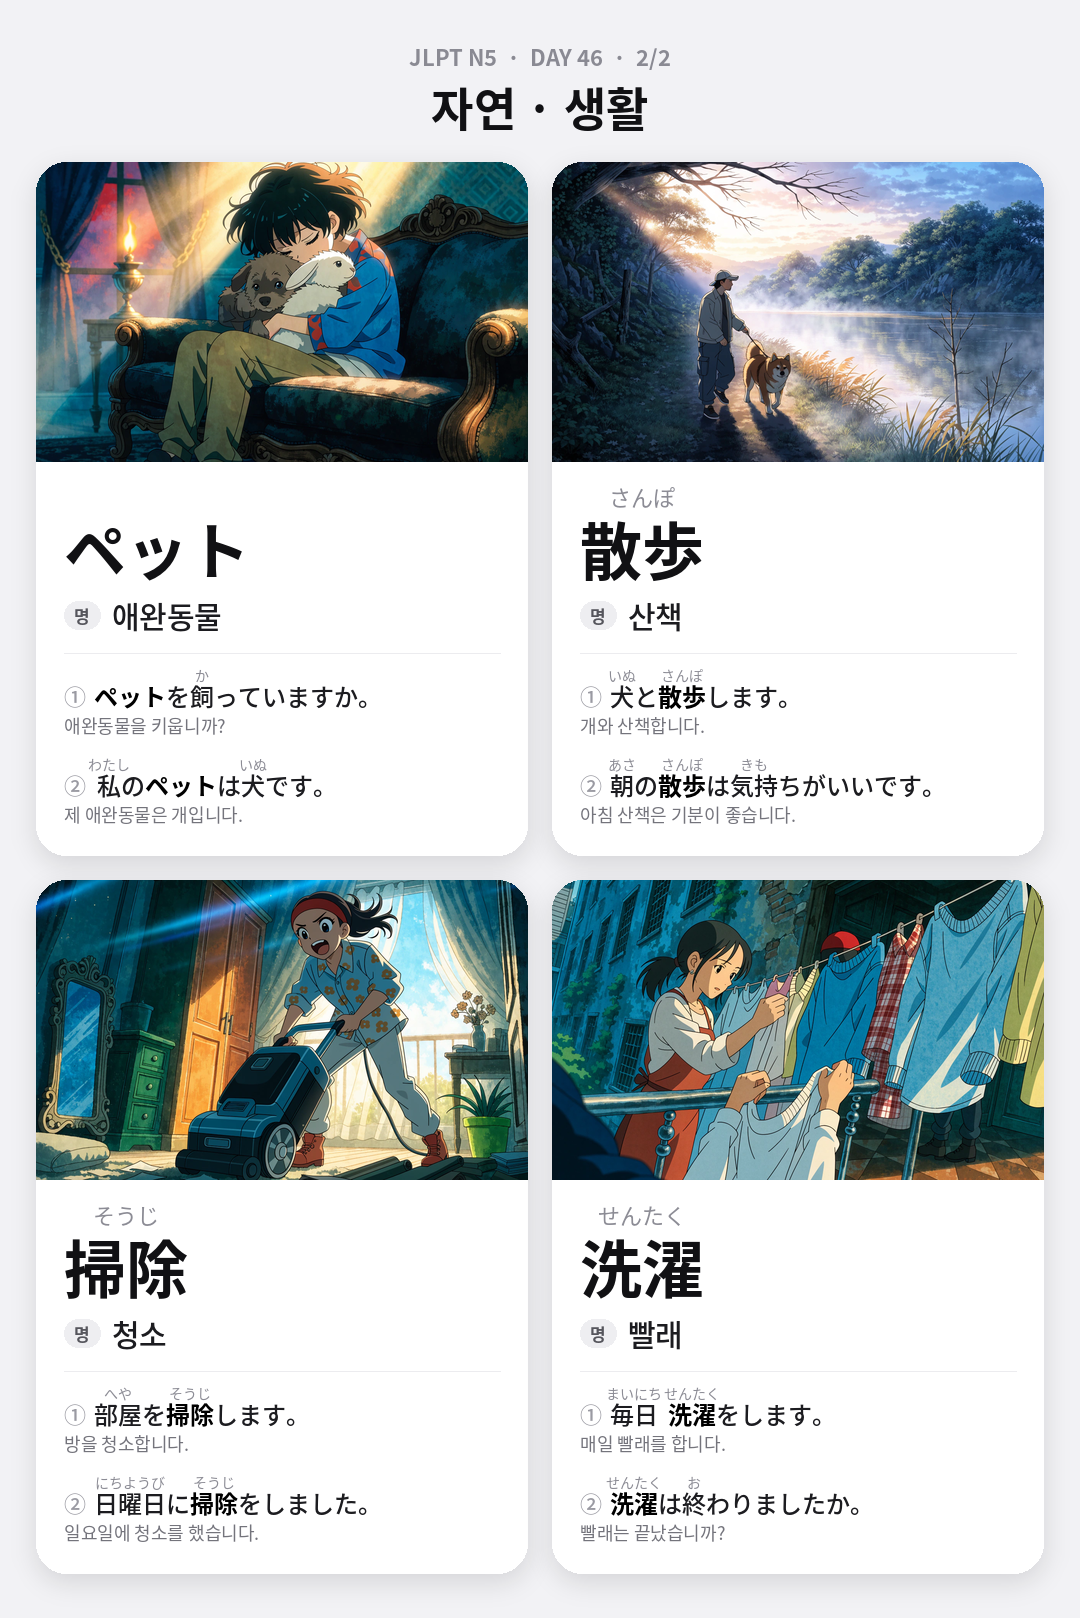 JLPT N5 · DAY 46 · 2/2
자연 · 생활
ペット
명 애완동물
か
① ペットを飼っていますか。
애완동물을 키웁니까?
わたし いぬ
② 私のペットは犬です。
제 애완동물은 개입니다.
さんぽ
散歩
명 산책
いぬ さんぽ
① 犬と散歩します。
개와 산책합니다.
あさ さんぽ きも
② 朝の散歩は気持ちがいいです。
아침 산책은 기분이 좋습니다.
そうじ
掃除
명 청소
へや そうじ
① 部屋を掃除します。
방을 청소합니다.
にちようび そうじ
② 日曜日に掃除をしました。
일요일에 청소를 했습니다.
せんたく
洗濯
명 빨래
まいにち せんたく
① 毎日 洗濯をします。
매일 빨래를 합니다.
せんたく お
② 洗濯は終わりましたか。
빨래는 끝났습니까?